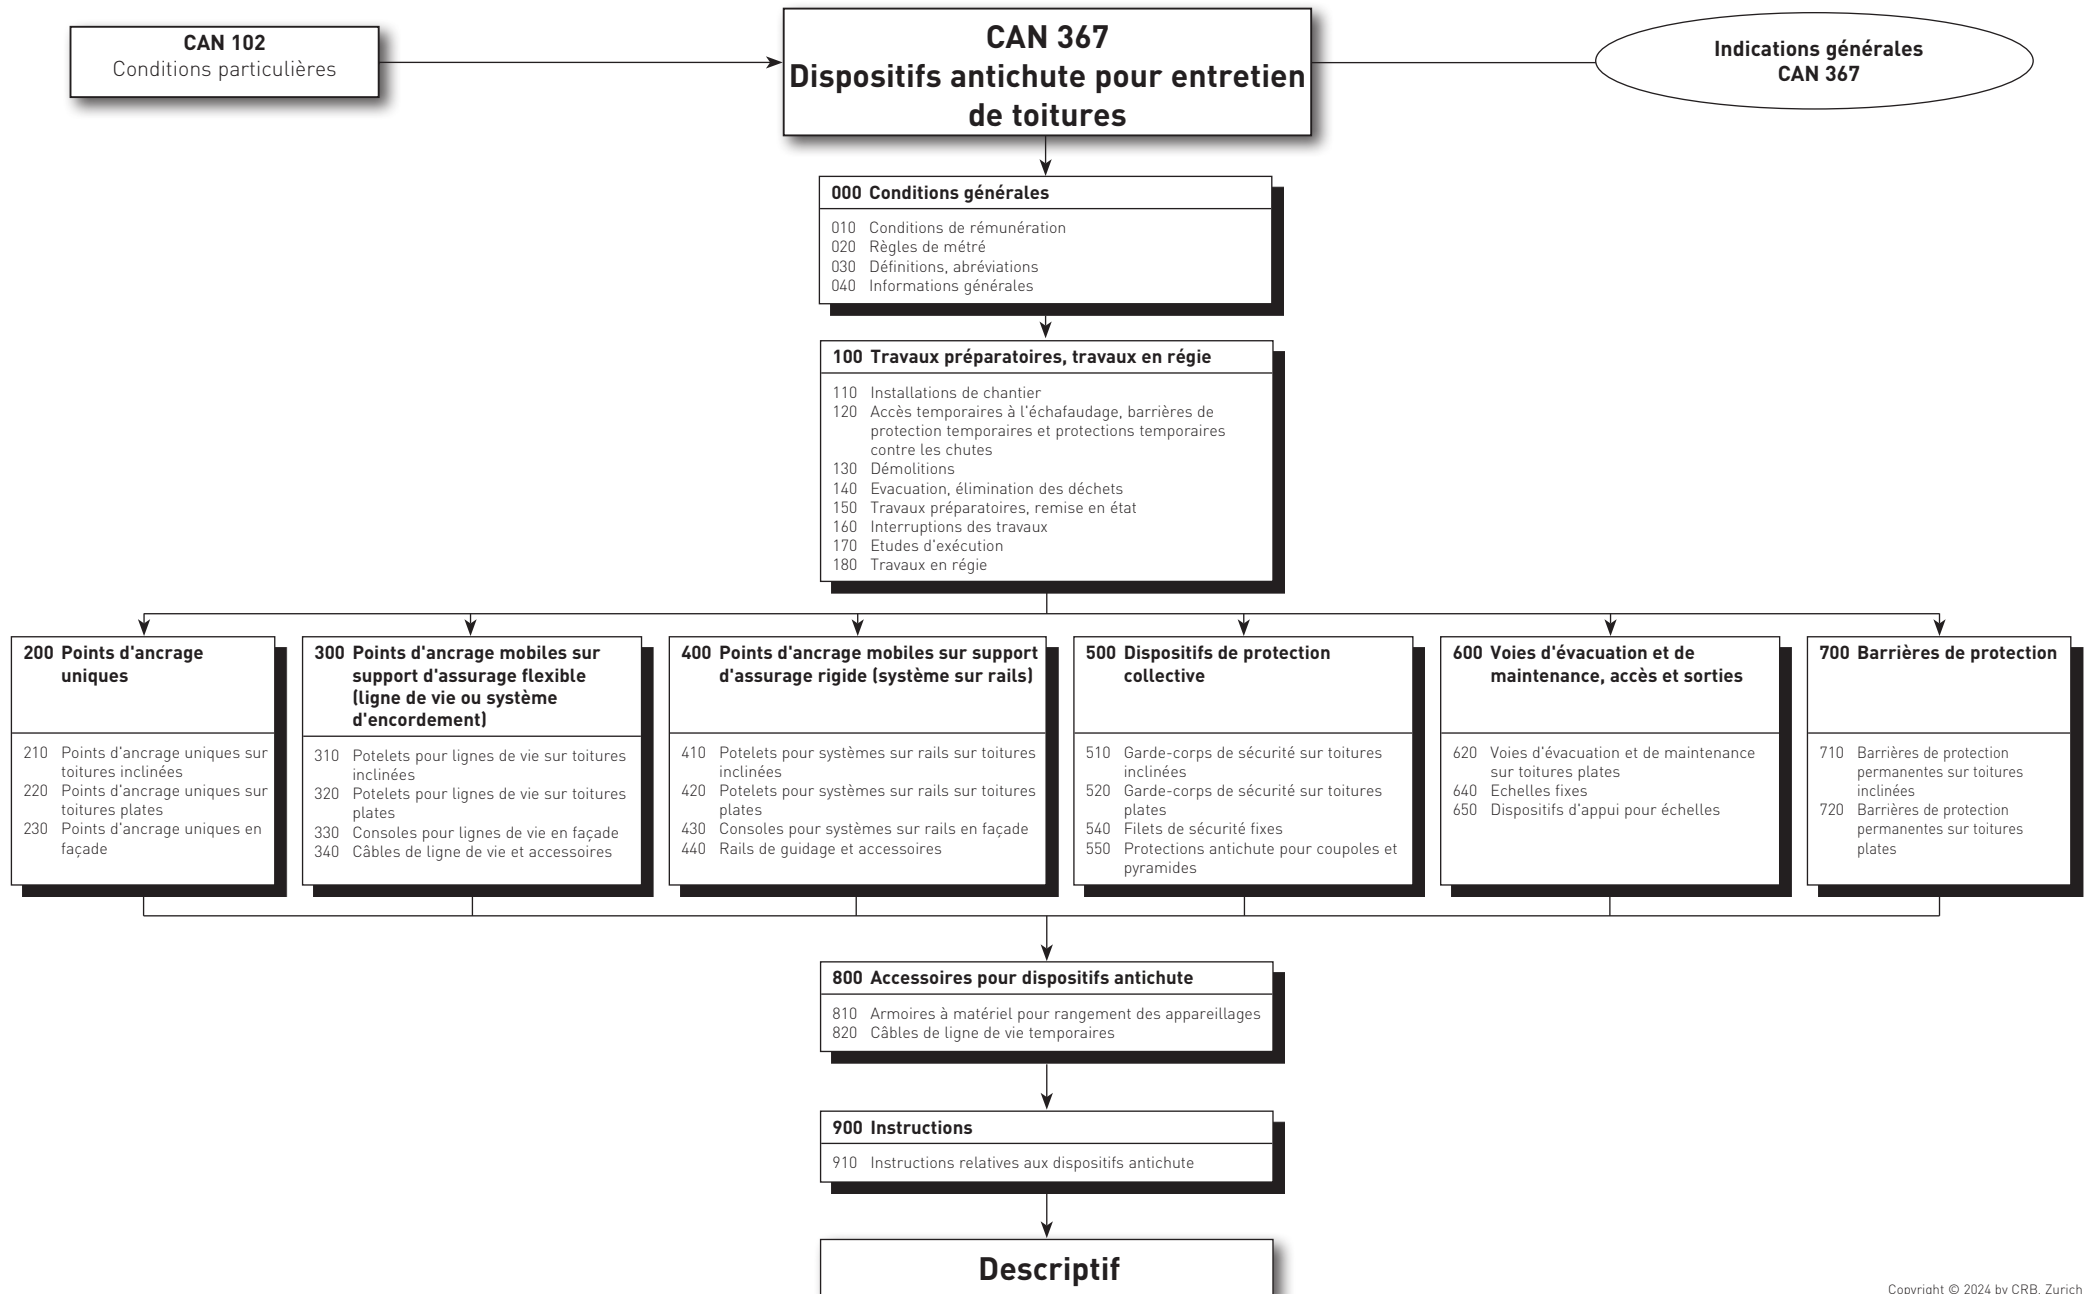 CAN 102
Conditions particulières
CAN 367
Dispositifs antichute pour entretien
de toitures
Indications générales
CAN 367
000 Conditions générales
010 Conditions de rémunération
020 Règles de métré
030 Définitions, abréviations
040 Informations générales
100 Travaux préparatoires, travaux en régie
110 Installations de chantier
120 Accès temporaires à l'échafaudage, barrières de
protection temporaires et protections temporaires
contre les chutes
130 Démolitions
140 Evacuation, élimination des déchets
150 Travaux préparatoires, remise en état
160 Interruptions des travaux
170 Etudes d'exécution
180 Travaux en régie
200 Points d'ancrage
uniques
210 Points d'ancrage uniques sur
toitures inclinées
220 Points d'ancrage uniques sur
toitures plates
230 Points d'ancrage uniques en
façade
300 Points d'ancrage mobiles sur
support d'assurage flexible
(ligne de vie ou système
d'encordement)
310 Potelets pour lignes de vie sur toitures
inclinées
320 Potelets pour lignes de vie sur toitures
plates
330 Consoles pour lignes de vie en façade
340 Câbles de ligne de vie et accessoires
400 Points d'ancrage mobiles sur support
d'assurage rigide (système sur rails)
410 Potelets pour systèmes sur rails sur toitures
inclinées
420 Potelets pour systèmes sur rails sur toitures
plates
430 Consoles pour systèmes sur rails en façade
440 Rails de guidage et accessoires
500 Dispositifs de protection
collective
510 Garde-corps de sécurité sur toitures
inclinées
520 Garde-corps de sécurité sur toitures
plates
540 Filets de sécurité fixes
550 Protections antichute pour coupoles et
pyramides
600 Voies d'évacuation et de
maintenance, accès et sorties
620 Voies d'évacuation et de maintenance
sur toitures plates
640 Echelles fixes
650 Dispositifs d'appui pour échelles
700 Barrières de protection
710 Barrières de protection
permanentes sur toitures
inclinées
720 Barrières de protection
permanentes sur toitures
plates
800 Accessoires pour dispositifs antichute
810 Armoires à matériel pour rangement des appareillages
820 Câbles de ligne de vie temporaires
900 Instructions
910 Instructions relatives aux dispositifs antichute
Descriptif
Copyright © 2024 by CRB, Zurich